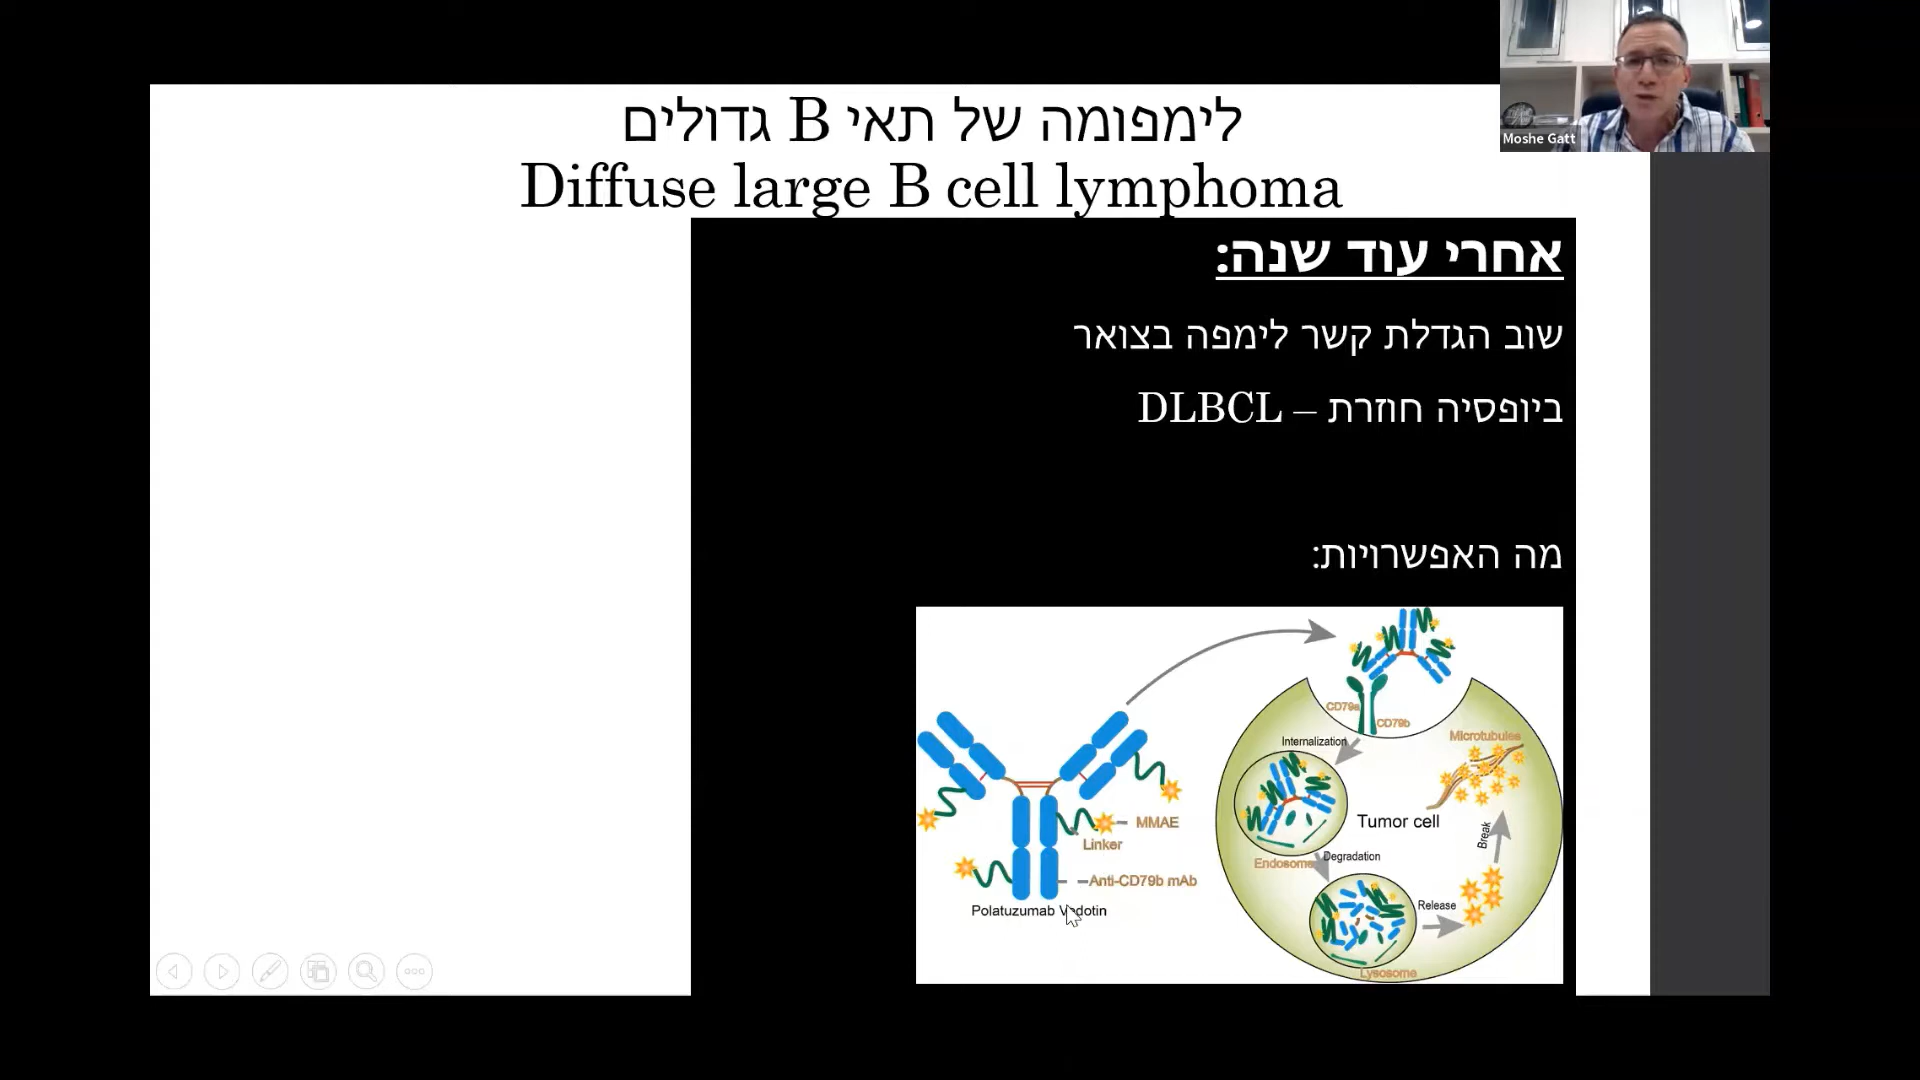 לימפומה של תאי B גדולים
Diffuse large B cell lymphoma
Moshe Gatt
אחרי עוד שנה:
שוב הגדלת קשר לימפה בצואר
ביופסיה חוזרת – DLBCL
מה האפשרויות:
MMAE
Linker
Anti-CD79b mAb
Polatuzumab Vedotin
CD79a
CD79b
Internalization
Microtubules
Tumor cell
Break
Endosome
Degradation
Release
Lysosome